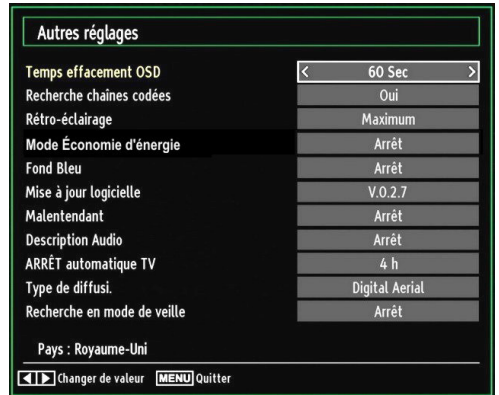 Autres réglages
Temps effacement OSD < 60 Sec >
Recherche chaînes codées Oui
Rétro-éclairage Maximum
Mode Économie d'énergie Arrêt
Fond Bleu Arrêt
Mise à jour logicielle V.0.2.7
Malentendant Arrêt
Description Audio Arrêt
ARRÊT automatique TV 4 h
Type de diffusi. Digital Aerial
Recherche en mode de veille Arrêt
Pays : Royaume-Uni
Changer de valeur MENU Quitter